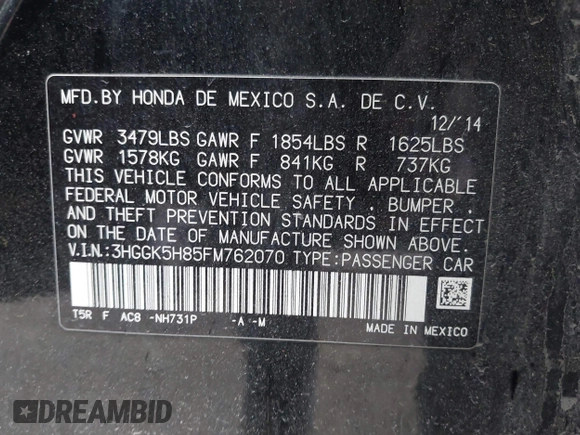 MFD.BY HONDA DE MEXICO S.A. DE C.V.
12/'14
GVWR 3479LBS GAWR F 1854LBS R 1625LBS
GVWR 1578KG GAWR F 841KG R 737KG
THIS VEHICLE CONFORMS TO ALL APPLICABLE
FEDERAL MOTOR VEHICLE SAFETY . BUMPER .
AND THEFT PREVENTION STANDARDS IN EFFECT
ON THE DATE OF MANUFACTURE SHOWN ABOVE.
V.I.N.:3HGGK5H85FM762070 TYPE:PASSENGER CAR
T5R F AC8 -NH731P -A -M
MADE IN MEXICO
DREAMBID